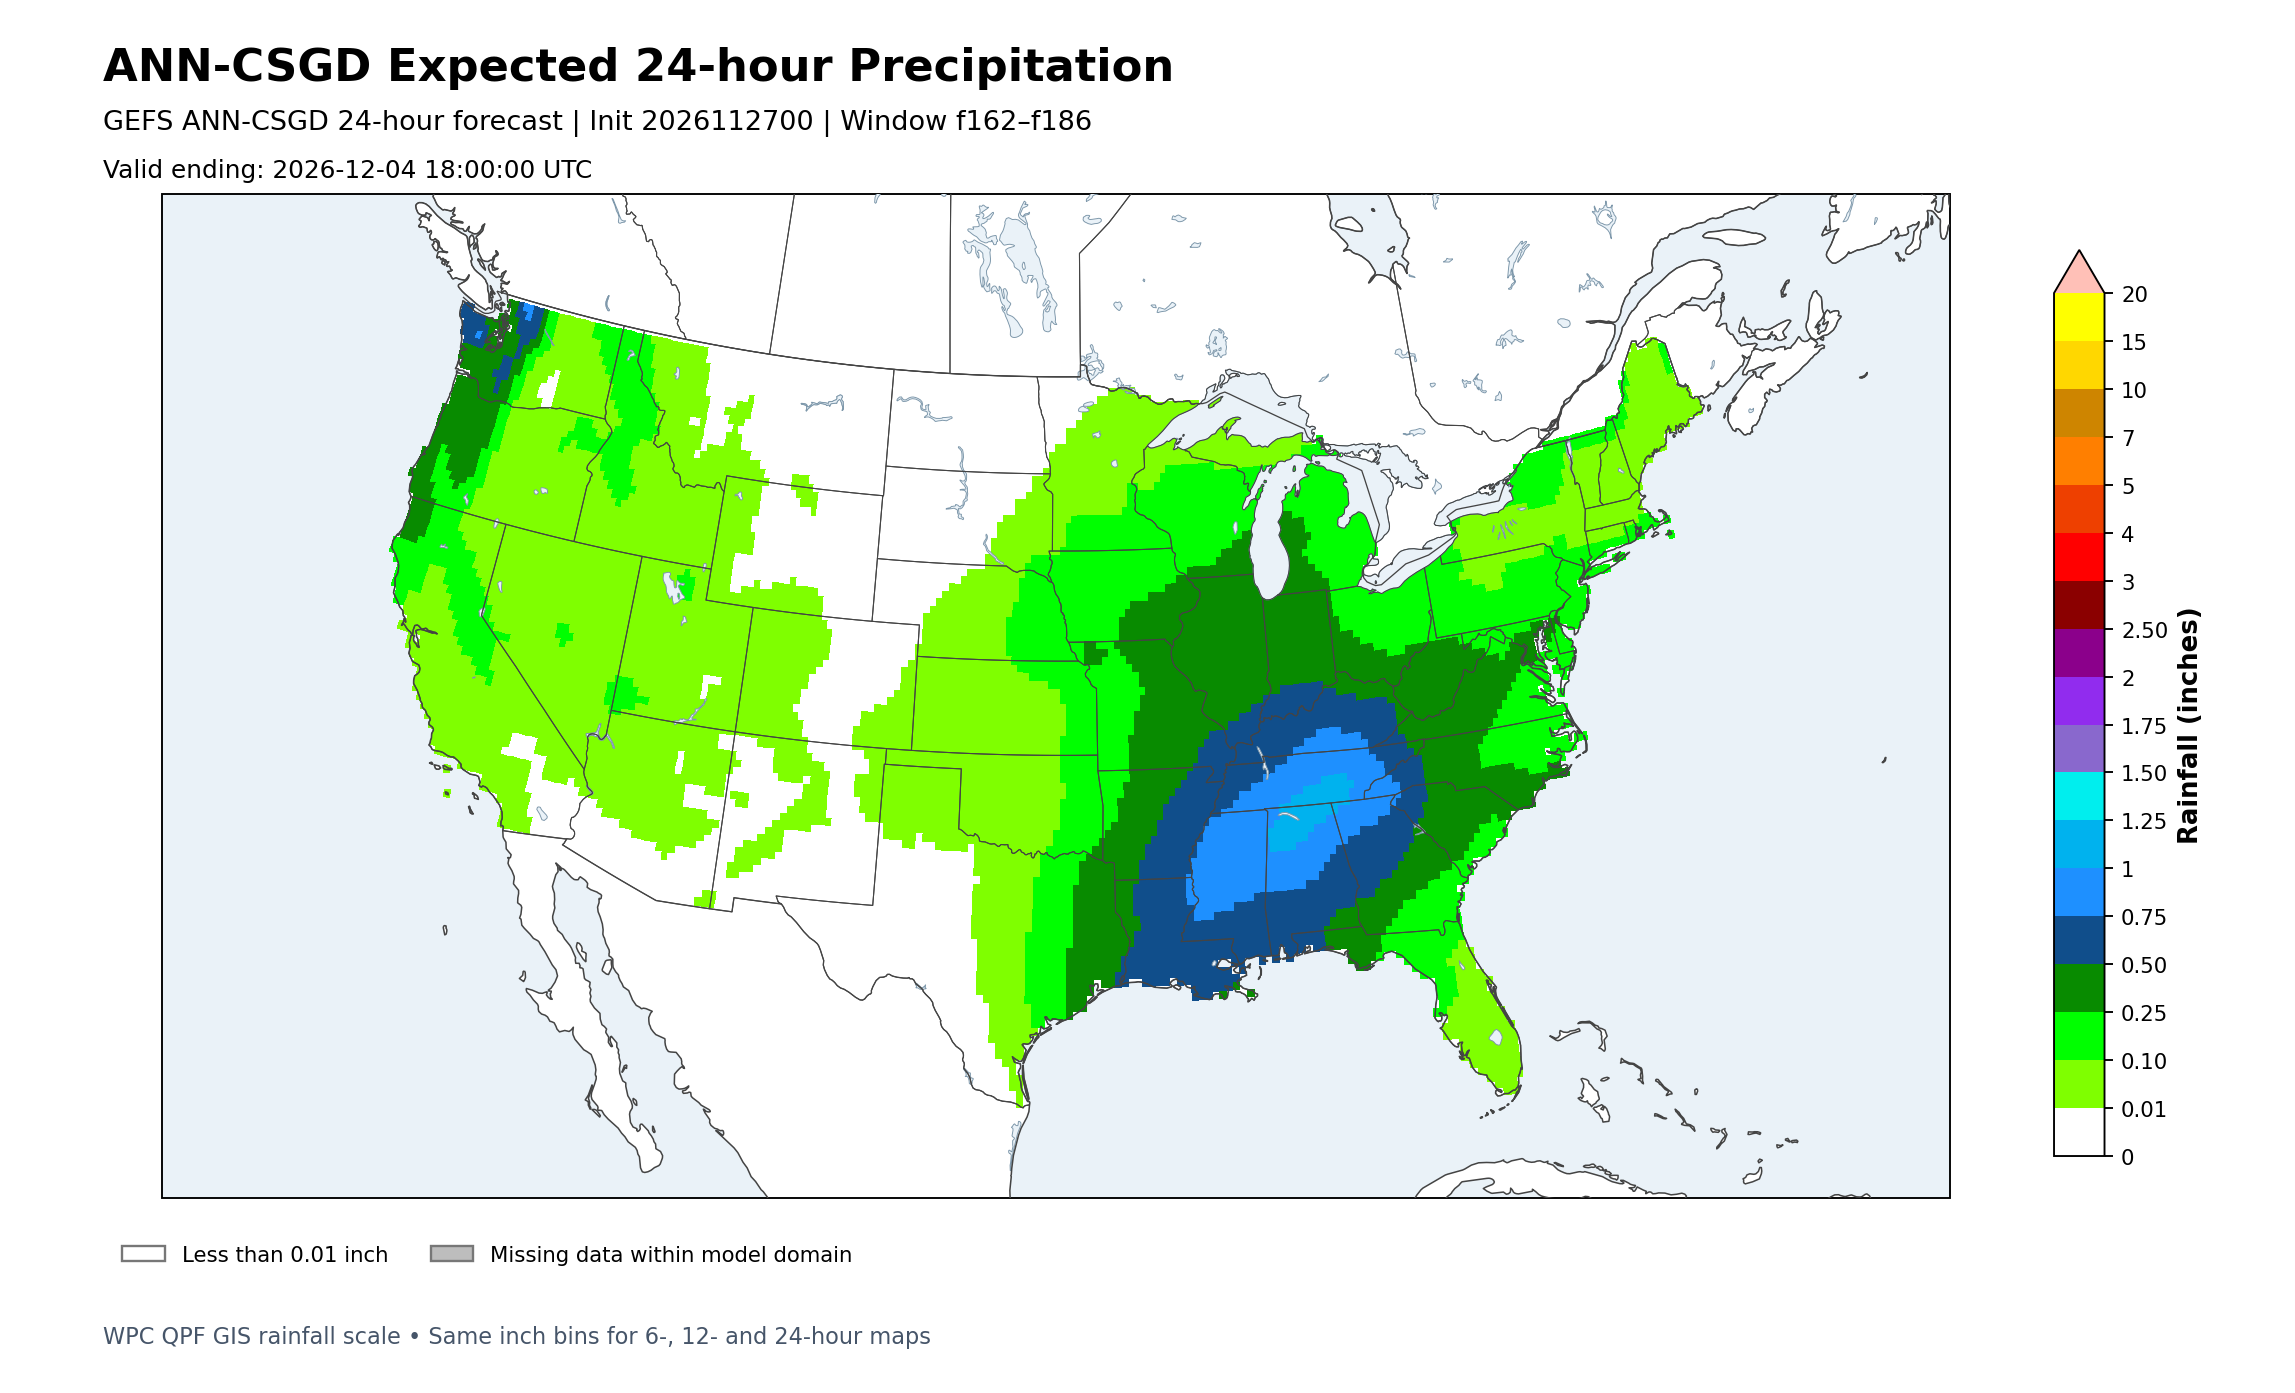 ANN-CSGD Expected 24-hour Precipitation
GEFS ANN-CSGD 24-hour forecast | Init 2026112700 | Window f162–f186
Valid ending: 2026-12-04 18:00:00 UTC
20
15
10
7
5
4
3
2.50
2
1.75
1.50
1.25
1
0.75
0.50
0.25
0.10
0.01
0
Rainfall (inches)
Less than 0.01 inch
Missing data within model domain
WPC QPF GIS rainfall scale • Same inch bins for 6-, 12- and 24-hour maps